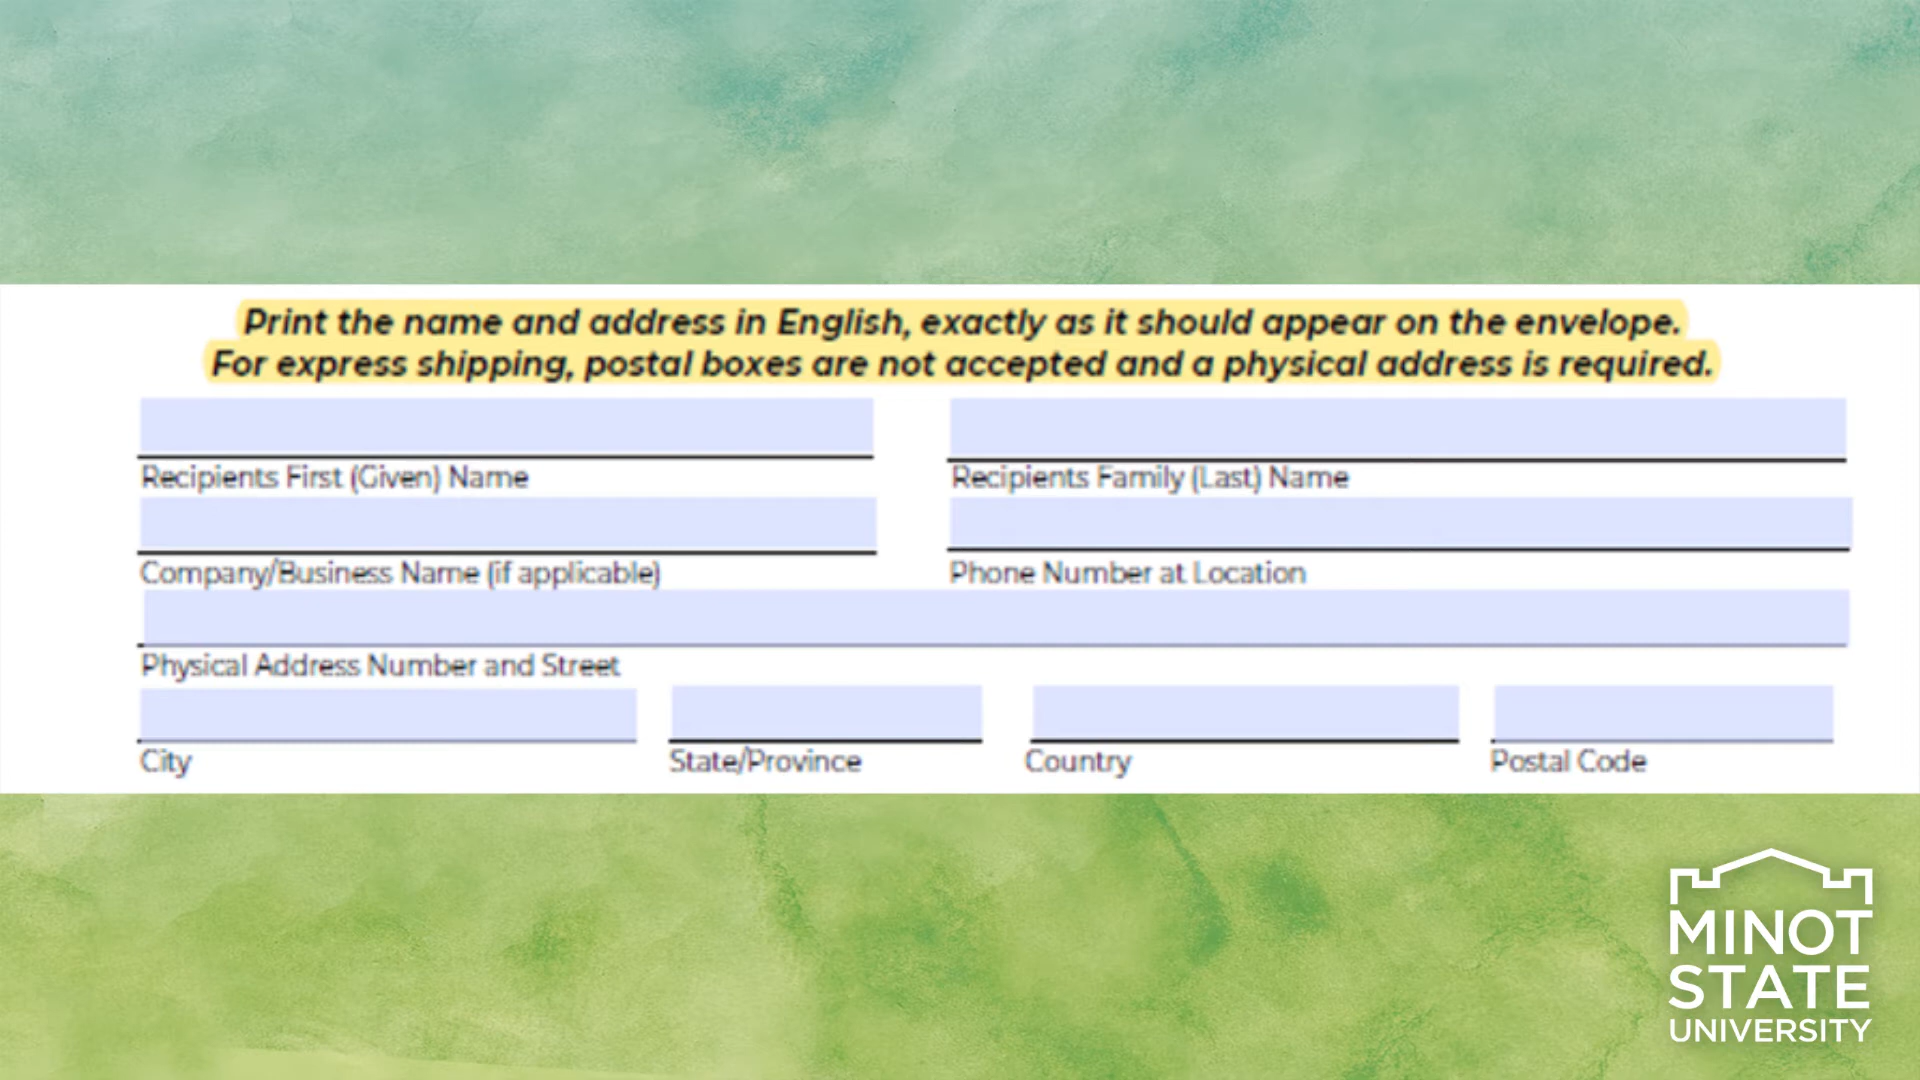 Print the name and address in English, exactly as it should appear on the envelope.
For express shipping, postal boxes are not accepted and a physical address is required.
Recipients First (Given) Name
Recipients Family (Last) Name
Company/Business Name (if applicable)
Phone Number at Location
Physical Address Number and Street
City
State/Province
Country
Postal Code
MINOT
STATE
UNIVERSITY